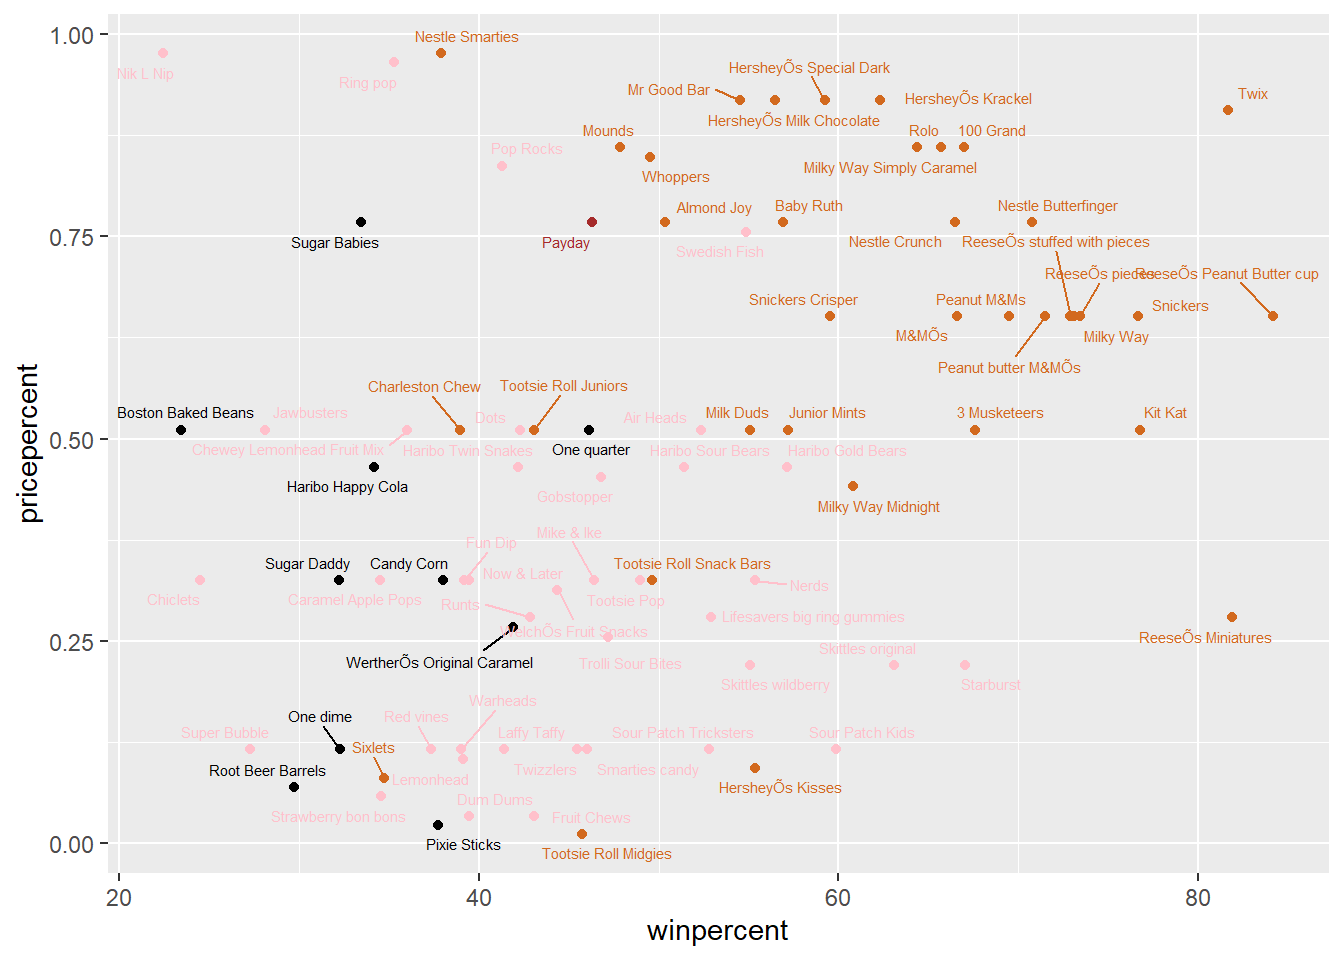 1.00
Nestle Smarties
Nik L Nip
Ring pop
HersheyÕs Special Dark
Mr Good Bar
HersheyÕs Krackel
Twix
HersheyÕs Milk Chocolate
Mounds
Rolo
100 Grand
Pop Rocks
Whoppers
Milky Way Simply Caramel
Almond Joy
Baby Ruth
Nestle Butterfinger
0.75
Sugar Babies
Payday
Swedish Fish
Nestle Crunch
ReeseÕs stuffed with pieces
ReeseÕs pieces
ReeseÕs Peanut Butter cup
Snickers Crisper
Peanut M&Ms
Snickers
M&MÕs
Milky Way
Peanut butter M&MÕs
Charleston Chew
Tootsie Roll Juniors
Boston Baked Beans
Jawbusters
Dots
Air Heads
Milk Duds
Junior Mints
3 Musketeers
Kit Kat
0.50
Chewey Lemonhead Fruit Mix
Haribo Twin Snakes
One quarter
Haribo Sour Bears
Haribo Gold Bears
Haribo Happy Cola
Gobstopper
Milky Way Midnight
pricepercent
Fun Dip
Mike & Ike
Sugar Daddy
Candy Corn
Now & Later
Tootsie Roll Snack Bars
Nerds
Chiclets
Caramel Apple Pops
Runts
Tootsie Pop
Lifesavers big ring gummies
0.25
WelchÕs Fruit Snacks
ReeseÕs Miniatures
WertherÕs Original Caramel
Trolli Sour Bites
Skittles original
Skittles wildberry
Starburst
Warheads
One dime
Red vines
Super Bubble
Sixlets
Laffy Taffy
Sour Patch Tricksters
Sour Patch Kids
Root Beer Barrels
Lemonhead
Twizzlers
Smarties candy
HersheyÕs Kisses
Strawberry bon bons
Dum Dums
Fruit Chews
0.00
Pixie Sticks
Tootsie Roll Midgies
20
40
60
80
winpercent